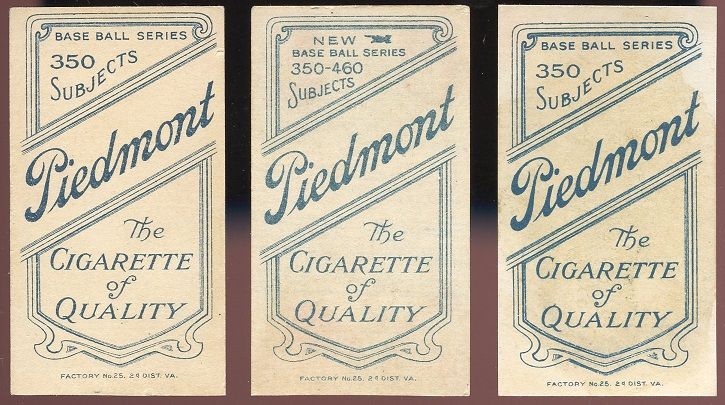 BASE BALL SERIES
350
SUBJECTS
Piedmont
The
CIGARETTE
of
QUALITY
FACTORY No.25. 2d DIST. VA.
NEW
BASE BALL SERIES
350-460
SUBJECTS
Piedmont
The
CIGARETTE
of
QUALITY
FACTORY No.25. 2d DIST. VA.
BASE BALL SERIES
350
SUBJECTS
Piedmont
The
CIGARETTE
of
QUALITY
FACTORY No.25. 2d DIST. VA.